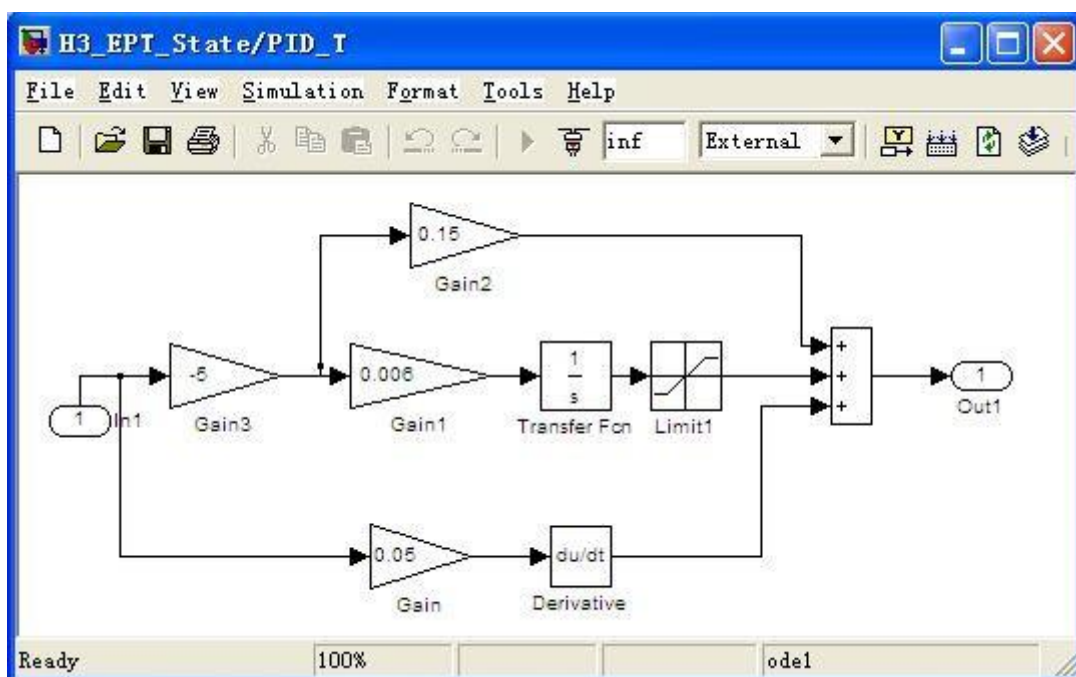 H3_EPT_State/PID_T
File Edit View Simulation Format Tools Help
inf External
0.15
Gain2
-5 0.006 1/s
1 In1 Gain3 Gain1 Transfer Fcn Limit1
+
+
+
1
Out1
0.05 du/dt
Gain Derivative
Ready 100% ode1